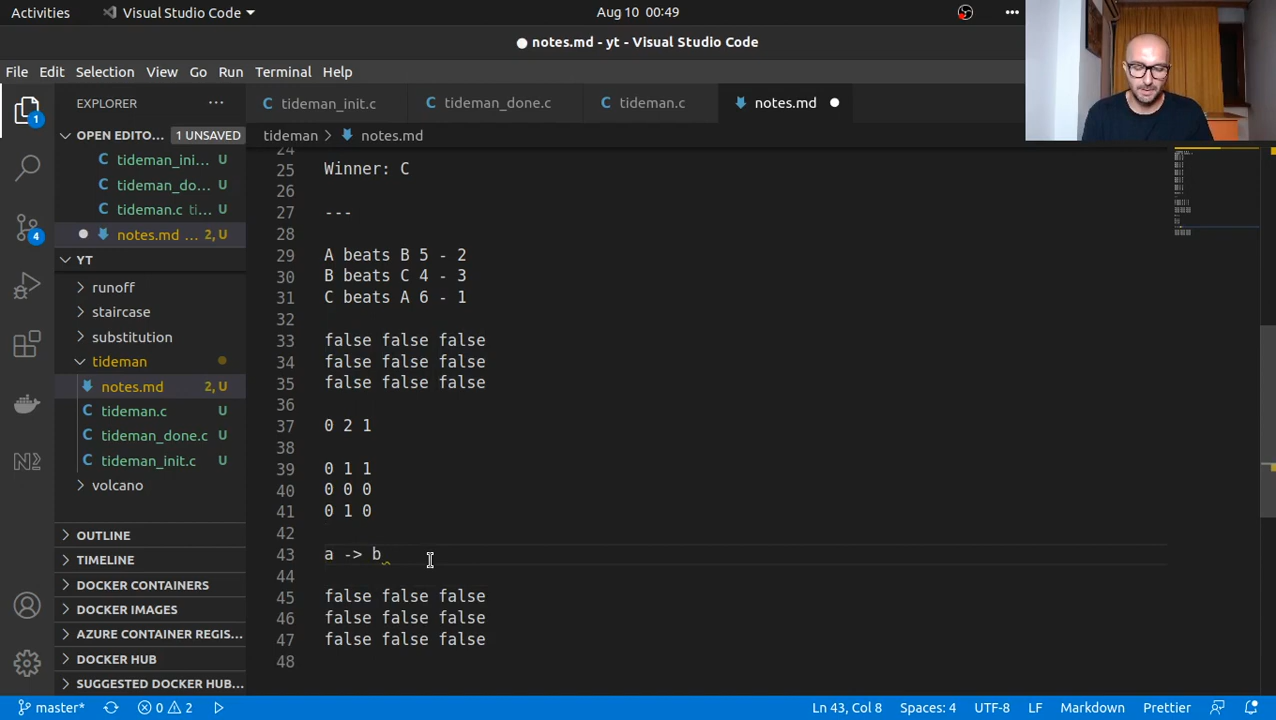 Activities
Visual Studio Code
Aug 10 00:49
notes.md - yt - Visual Studio Code
File Edit Selection View Go Run Terminal Help
EXPLORER
tideman_init.c
tideman_done.c
tideman.c
notes.md
OPEN EDITO... 1 UNSAVED
tideman > notes.md
tideman_ini... U
tideman_do... U
tideman.c ti... U
notes.md ... 2, U
YT
runoff
staircase
substitution
tideman
notes.md 2, U
tideman.c U
tideman_done.c U
tideman_init.c U
volcano
OUTLINE
TIMELINE
DOCKER CONTAINERS
DOCKER IMAGES
AZURE CONTAINER REGIS...
DOCKER HUB
SUGGESTED DOCKER HUB...
1
4
24
25 Winner: C
26
27 ---
28
29 A beats B 5 - 2
30 B beats C 4 - 3
31 C beats A 6 - 1
32
33 false false false
34 false false false
35 false false false
36
37 0 2 1
38
39 0 1 1
40 0 0 0
41 0 1 0
42
43 a -> b
44
45 false false false
46 false false false
47 false false false
48
master* 0 2 Ln 43, Col 8 Spaces: 4 UTF-8 LF Markdown Prettier